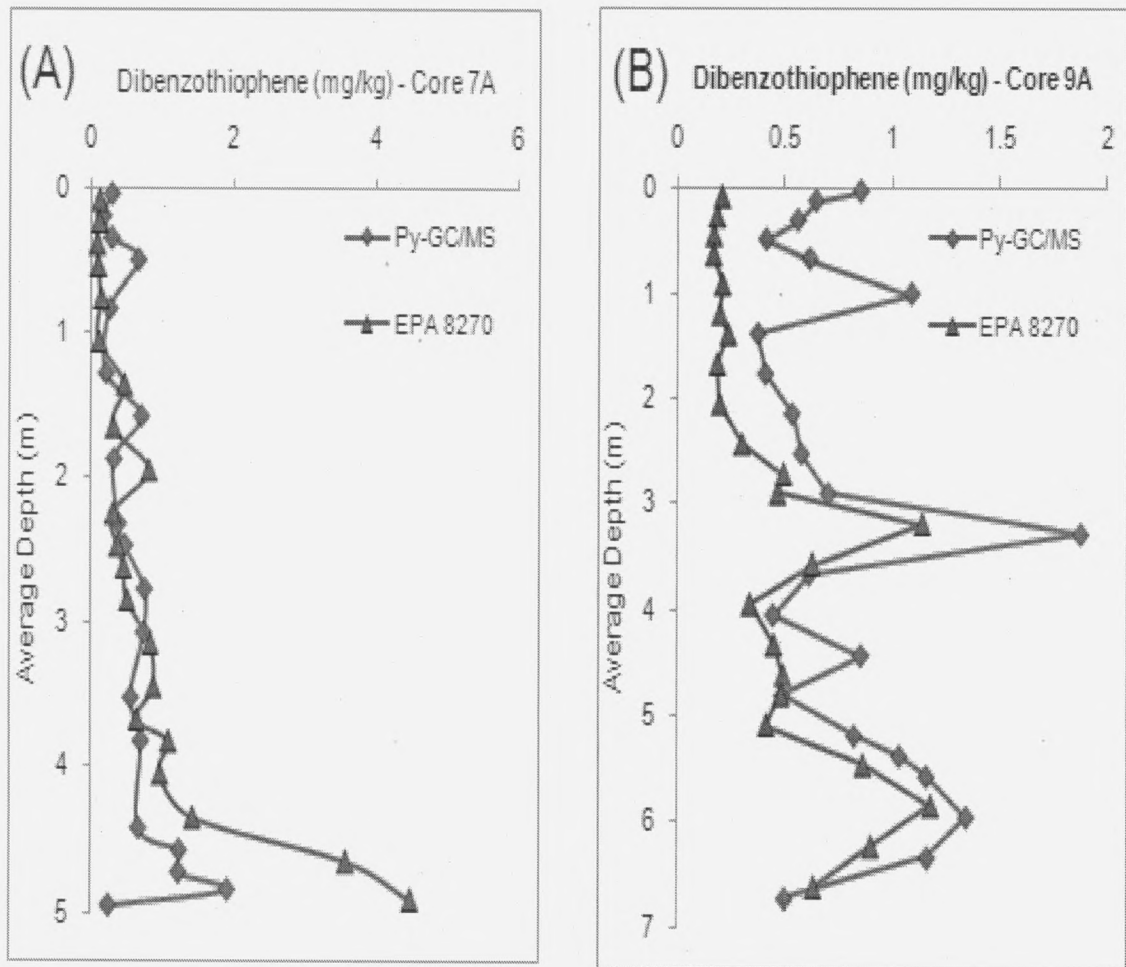 (A)
Dibenzothiophene (mg/kg) - Core 7A
0 2 4 6
0
1
2
3
4
5
Average Depth (m)
Py-GC/MS
EPA 8270
(B)
Dibenzothiophene (mg/kg) - Core 9A
0 0.5 1 1.5 2
0
1
2
3
4
5
6
7
Average Depth (m)
Py-GC/MS
EPA 8270